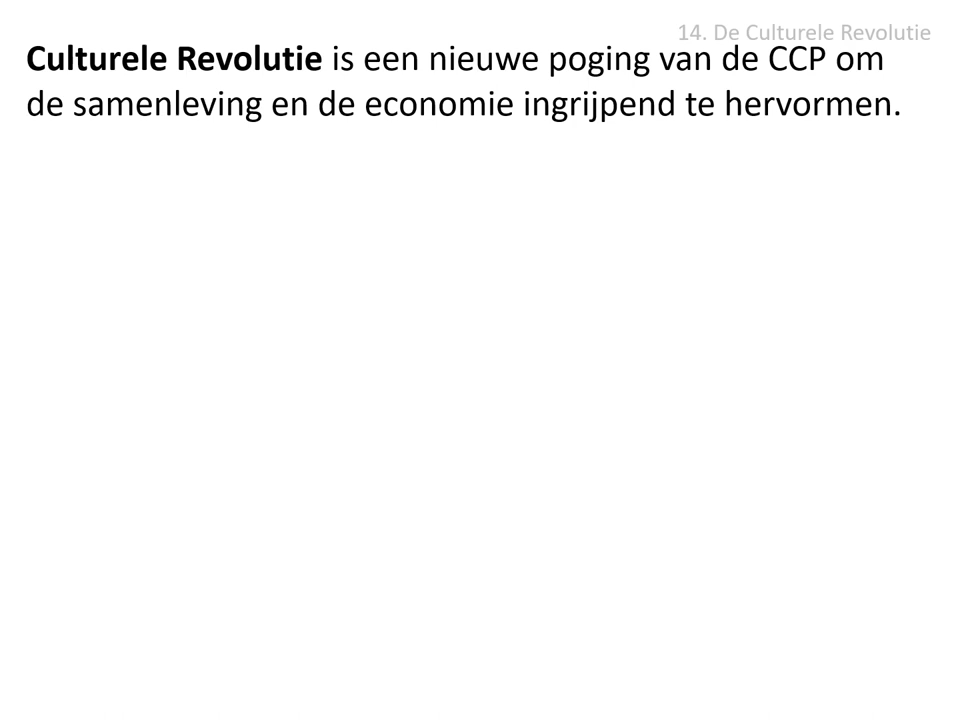 14. De Culturele Revolutie
Culturele Revolutie is een nieuwe poging van de CCP om
de samenleving en de economie ingrijpend te hervormen.